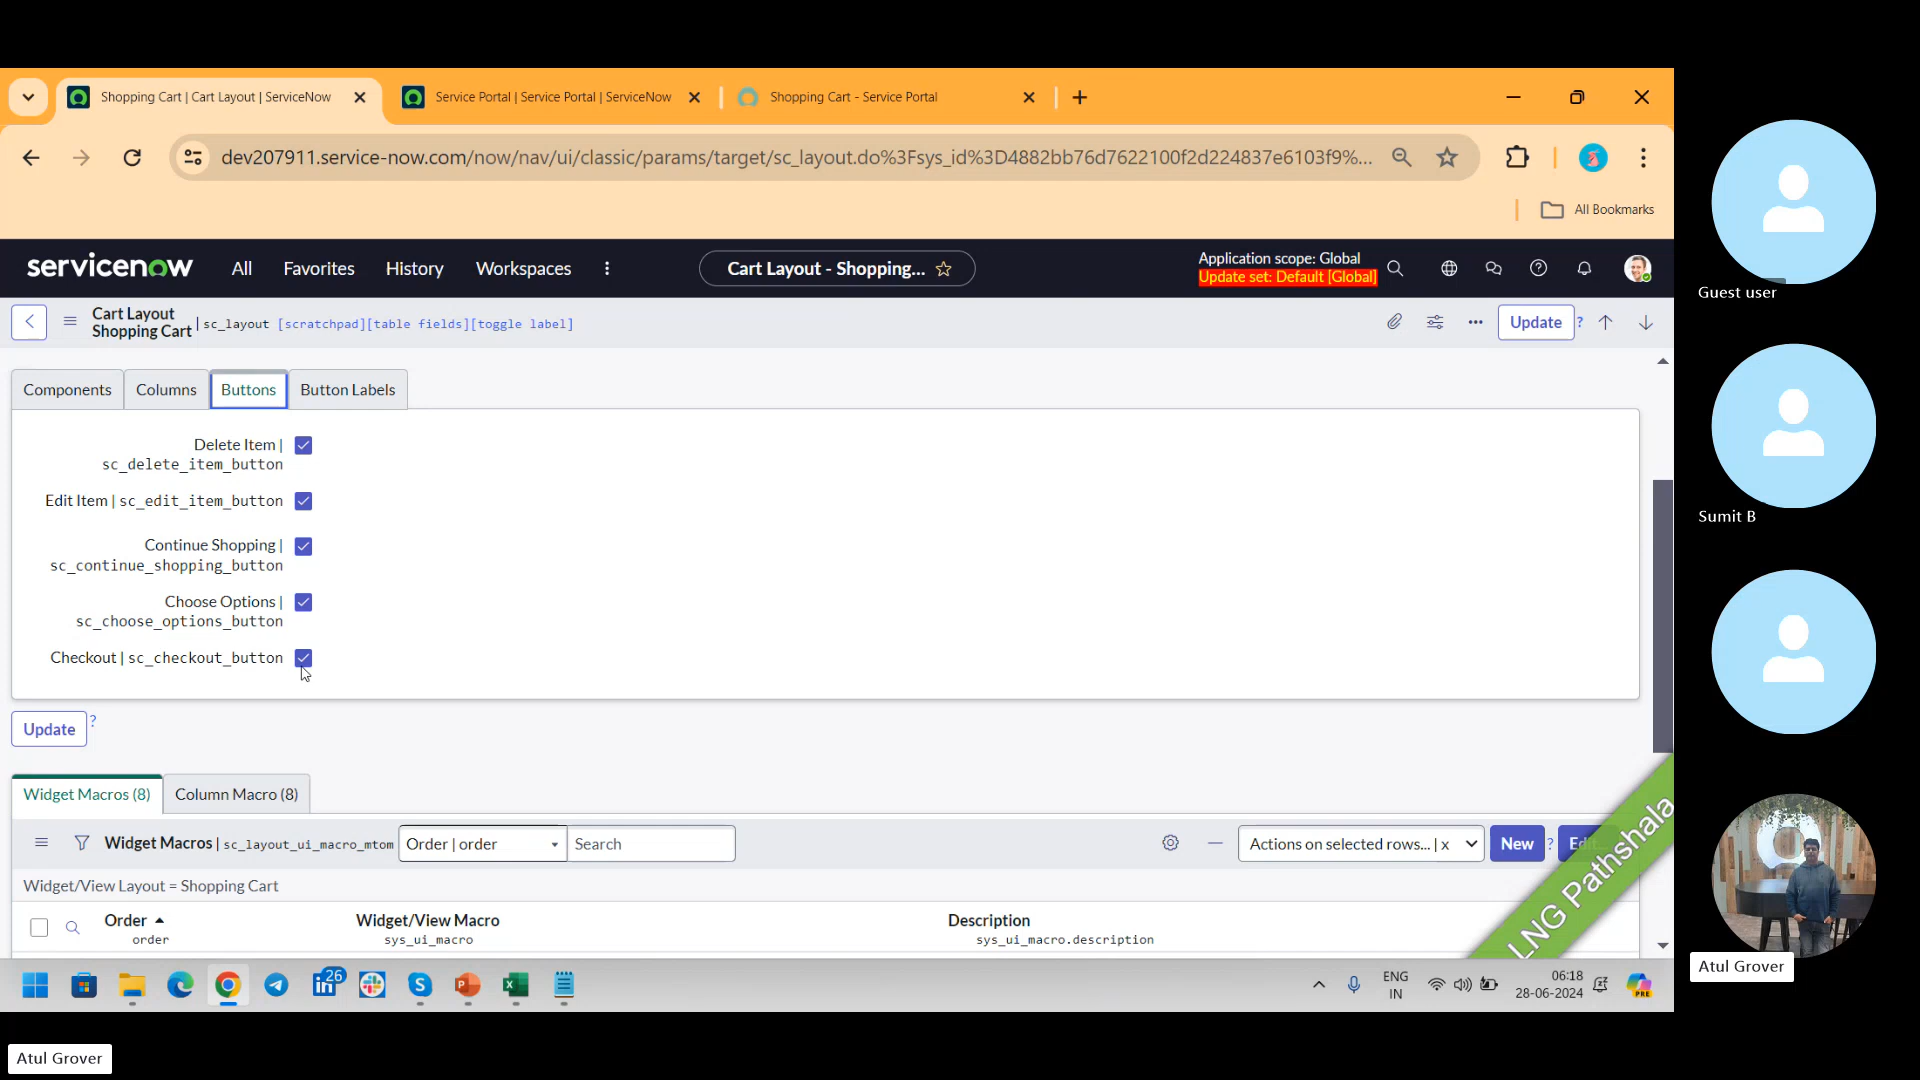 Shopping Cart | Cart Layout | ServiceNow
Service Portal | Service Portal | ServiceNow
Shopping Cart - Service Portal
dev207911.service-now.com/now/nav/ui/classic/params/target/sc_layout.do%3Fsys_id%3D4882bb76d7622100f2d224837e6103f9%...
All Bookmarks
servicenow
All
Favorites
History
Workspaces
Cart Layout - Shopping...
Application scope: Global
Update set: Default [Global]
Cart Layout
Shopping Cart | sc_layout [scratchpad][table fields][toggle label]
Update
?
Components
Columns
Buttons
Button Labels
Delete Item |
sc_delete_item_button
Edit Item | sc_edit_item_button
Continue Shopping |
sc_continue_shopping_button
Choose Options |
sc_choose_options_button
Checkout | sc_checkout_button
Update
?
Widget Macros (8)
Column Macro (8)
Widget Macros | sc_layout_ui_macro_mtom
Order | order
Search
Actions on selected rows... | x
New
?
Widget/View Layout = Shopping Cart
Order
order
Widget/View Macro
sys_ui_macro
Description
sys_ui_macro.description
LNG Pathshala
26
ENG
IN
06:18
28-06-2024
PRE
Guest user
Sumit B
Atul Grover
Atul Grover